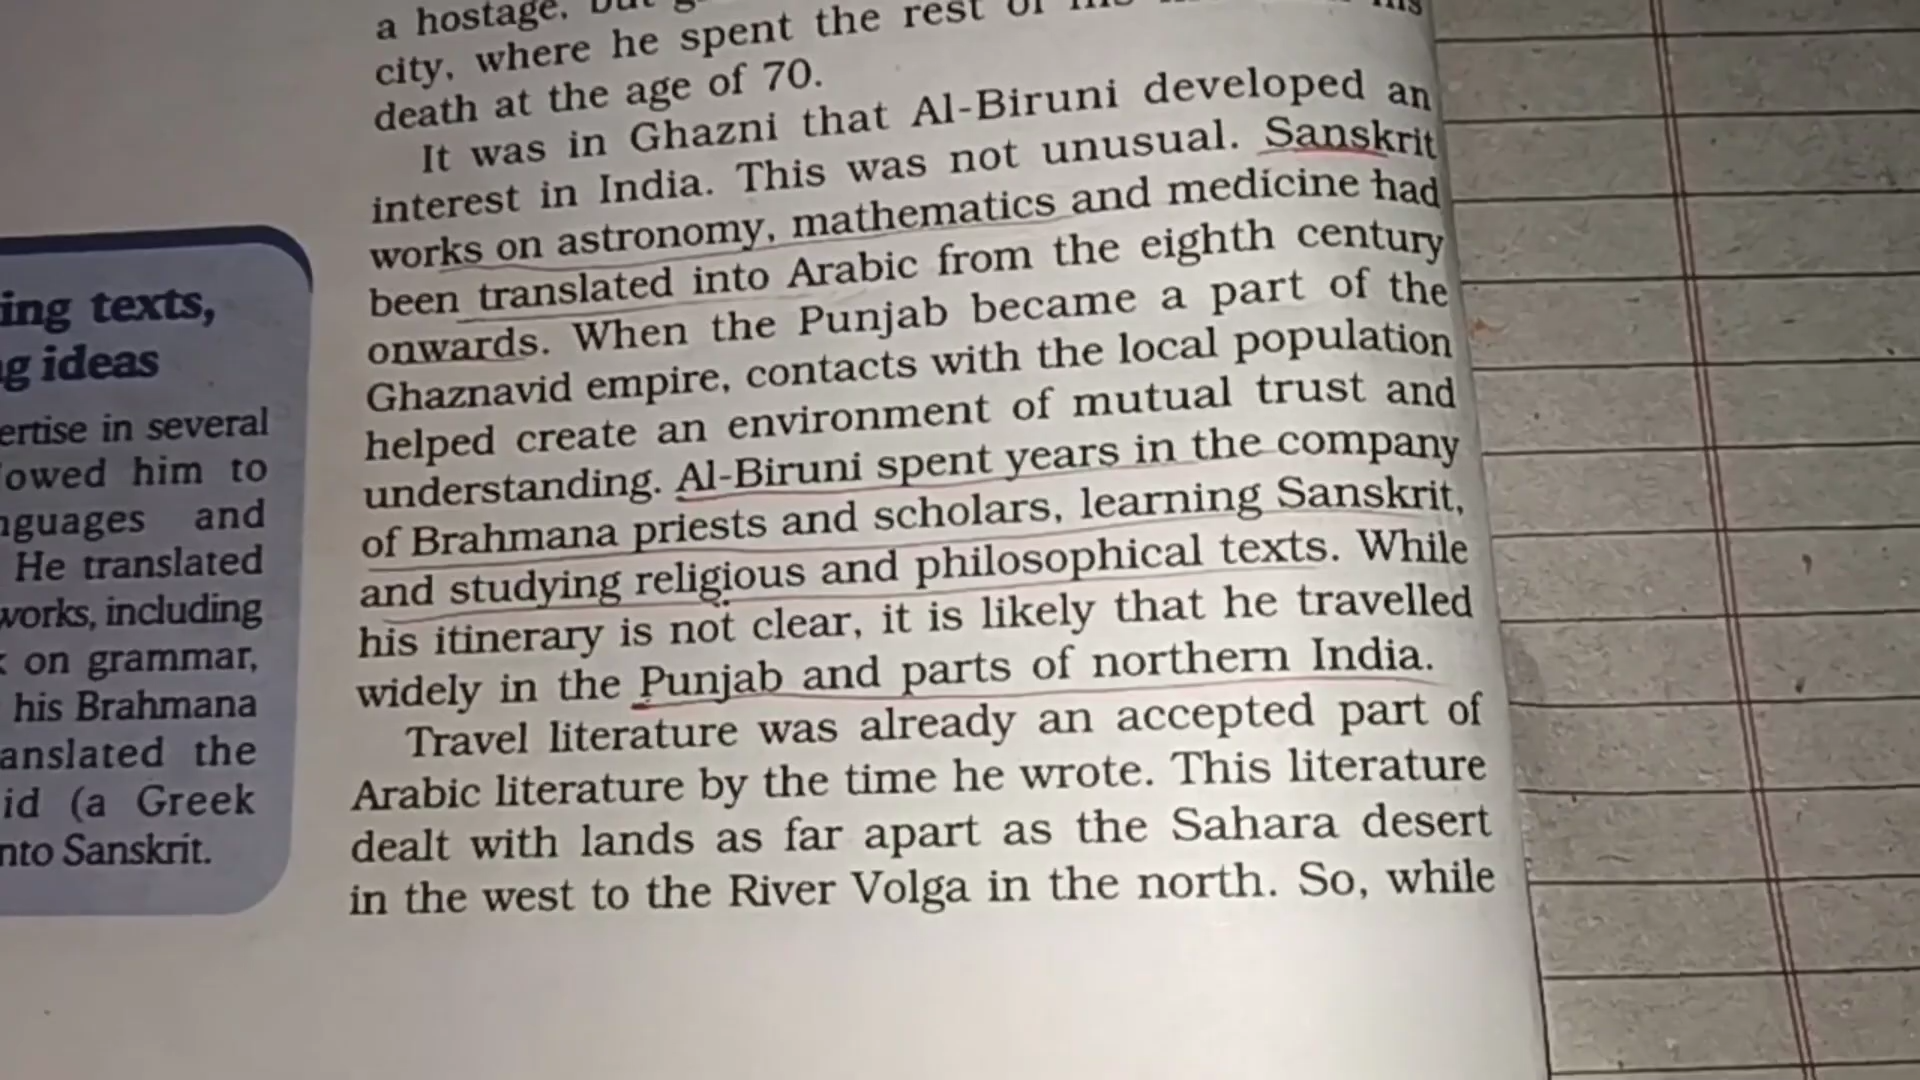 a hostage.
city, where he spent the rest of
death at the age of 70.
It was in Ghazni that Al-Biruni developed an
interest in India. This was not unusual. Sanskrit
works on astronomy, mathematics and medicine had
been translated into Arabic from the eighth century
onwards. When the Punjab became a part of the
Ghaznavid empire, contacts with the local population
helped create an environment of mutual trust and
understanding. Al-Biruni spent years in the company
of Brahmana priests and scholars, learning Sanskrit,
and studying religious and philosophical texts. While
his itinerary is not clear, it is likely that he travelled
widely in the Punjab and parts of northern India.
Travel literature was already an accepted part of
Arabic literature by the time he wrote. This literature
dealt with lands as far apart as the Sahara desert
in the west to the River Volga in the north. So, while
ing texts,
g ideas
ertise in several
owed him to
nguages and
He translated
works, including
on grammar,
his Brahmana
anslated the
id (a Greek
nto Sanskrit.